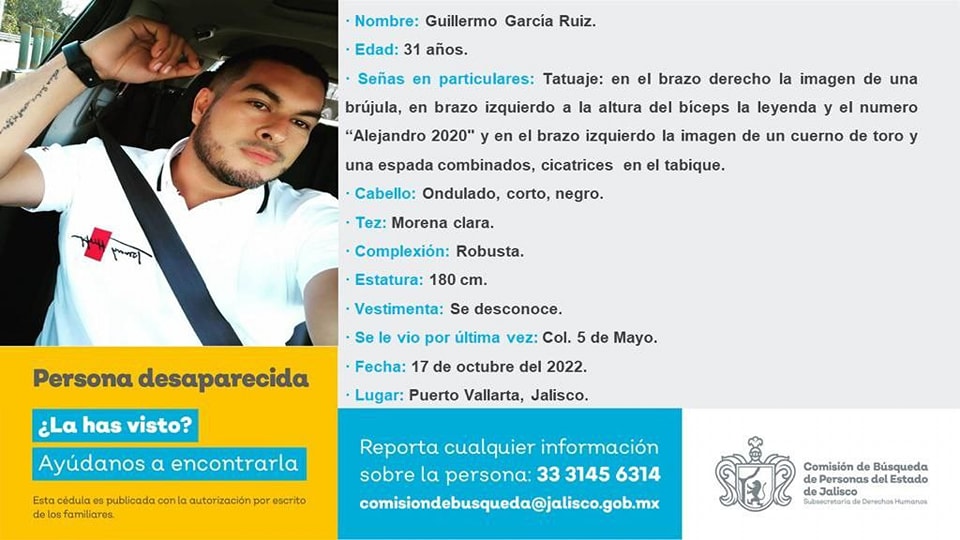 · Nombre: Guillermo García Ruiz.
· Edad: 31 años.
· Señas en particulares: Tatuaje: en el brazo derecho la imagen de una
brújula, en brazo izquierdo a la altura del bíceps la leyenda y el numero
“Alejandro 2020" y en el brazo izquierdo la imagen de un cuerno de toro y
una espada combinados, cicatrices en el tabique.
· Cabello: Ondulado, corto, negro.
· Tez: Morena clara.
· Complexión: Robusta.
· Estatura: 180 cm.
· Vestimenta: Se desconoce.
· Se le vio por última vez: Col. 5 de Mayo.
· Fecha: 17 de octubre del 2022.
· Lugar: Puerto Vallarta, Jalisco.
Persona desaparecida
¿La has visto?
Ayúdanos a encontrarla
Esta cédula es publicada con la autorización por escrito
de los familiares.
Reporta cualquier información
sobre la persona: 33 3145 6314
comisiondebusqueda@jalisco.gob.mx
Comisión de Búsqueda
de Personas del Estado
de Jalisco
Subsecretaría de Derechos Humanos